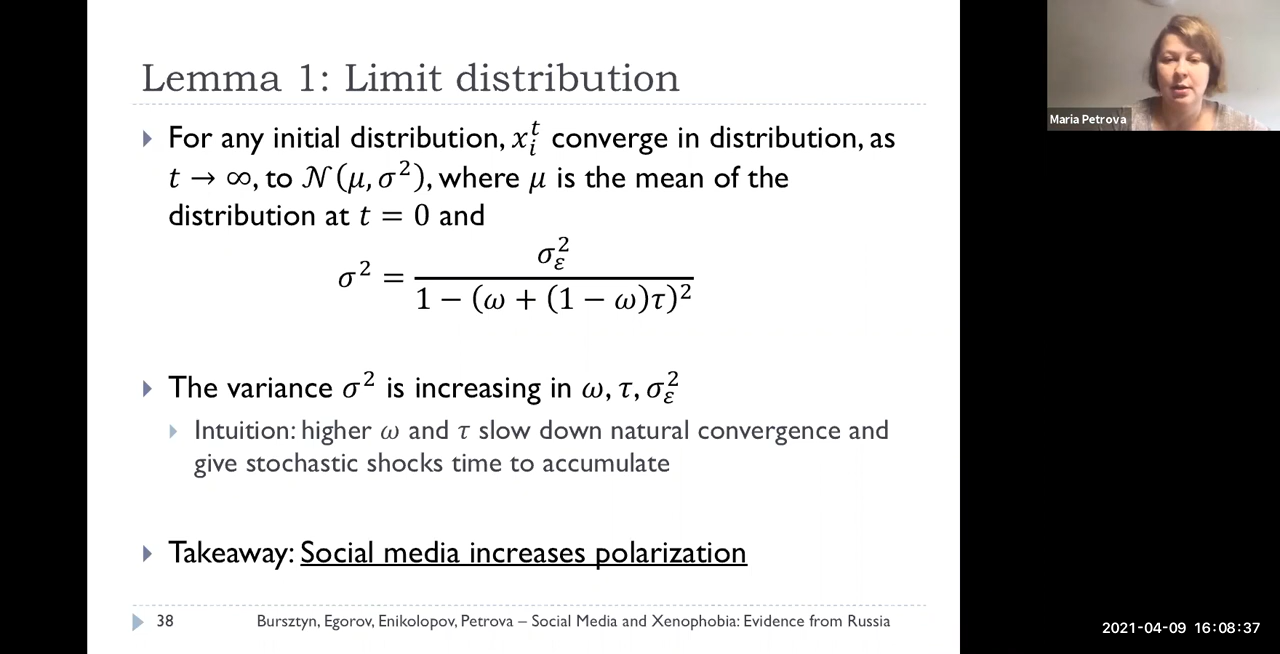 Lemma 1: Limit distribution
For any initial distribution, $x_i^t$ converge in distribution, as
$t \to \infty$, to $\mathcal{N}(\mu, \sigma^2)$, where $\mu$ is the mean of the
distribution at $t = 0$ and
$\sigma^2 = \frac{\sigma_\varepsilon^2}{1 - (\omega + (1 - \omega)\tau)^2}$
The variance $\sigma^2$ is increasing in $\omega, \tau, \sigma_\varepsilon^2$
Intuition: higher $\omega$ and $\tau$ slow down natural convergence and
give stochastic shocks time to accumulate
Takeaway: Social media increases polarization
38 Bursztyn, Egorov, Enikolopov, Petrova – Social Media and Xenophobia: Evidence from Russia
Maria Petrova
2021-04-09 16:08:37